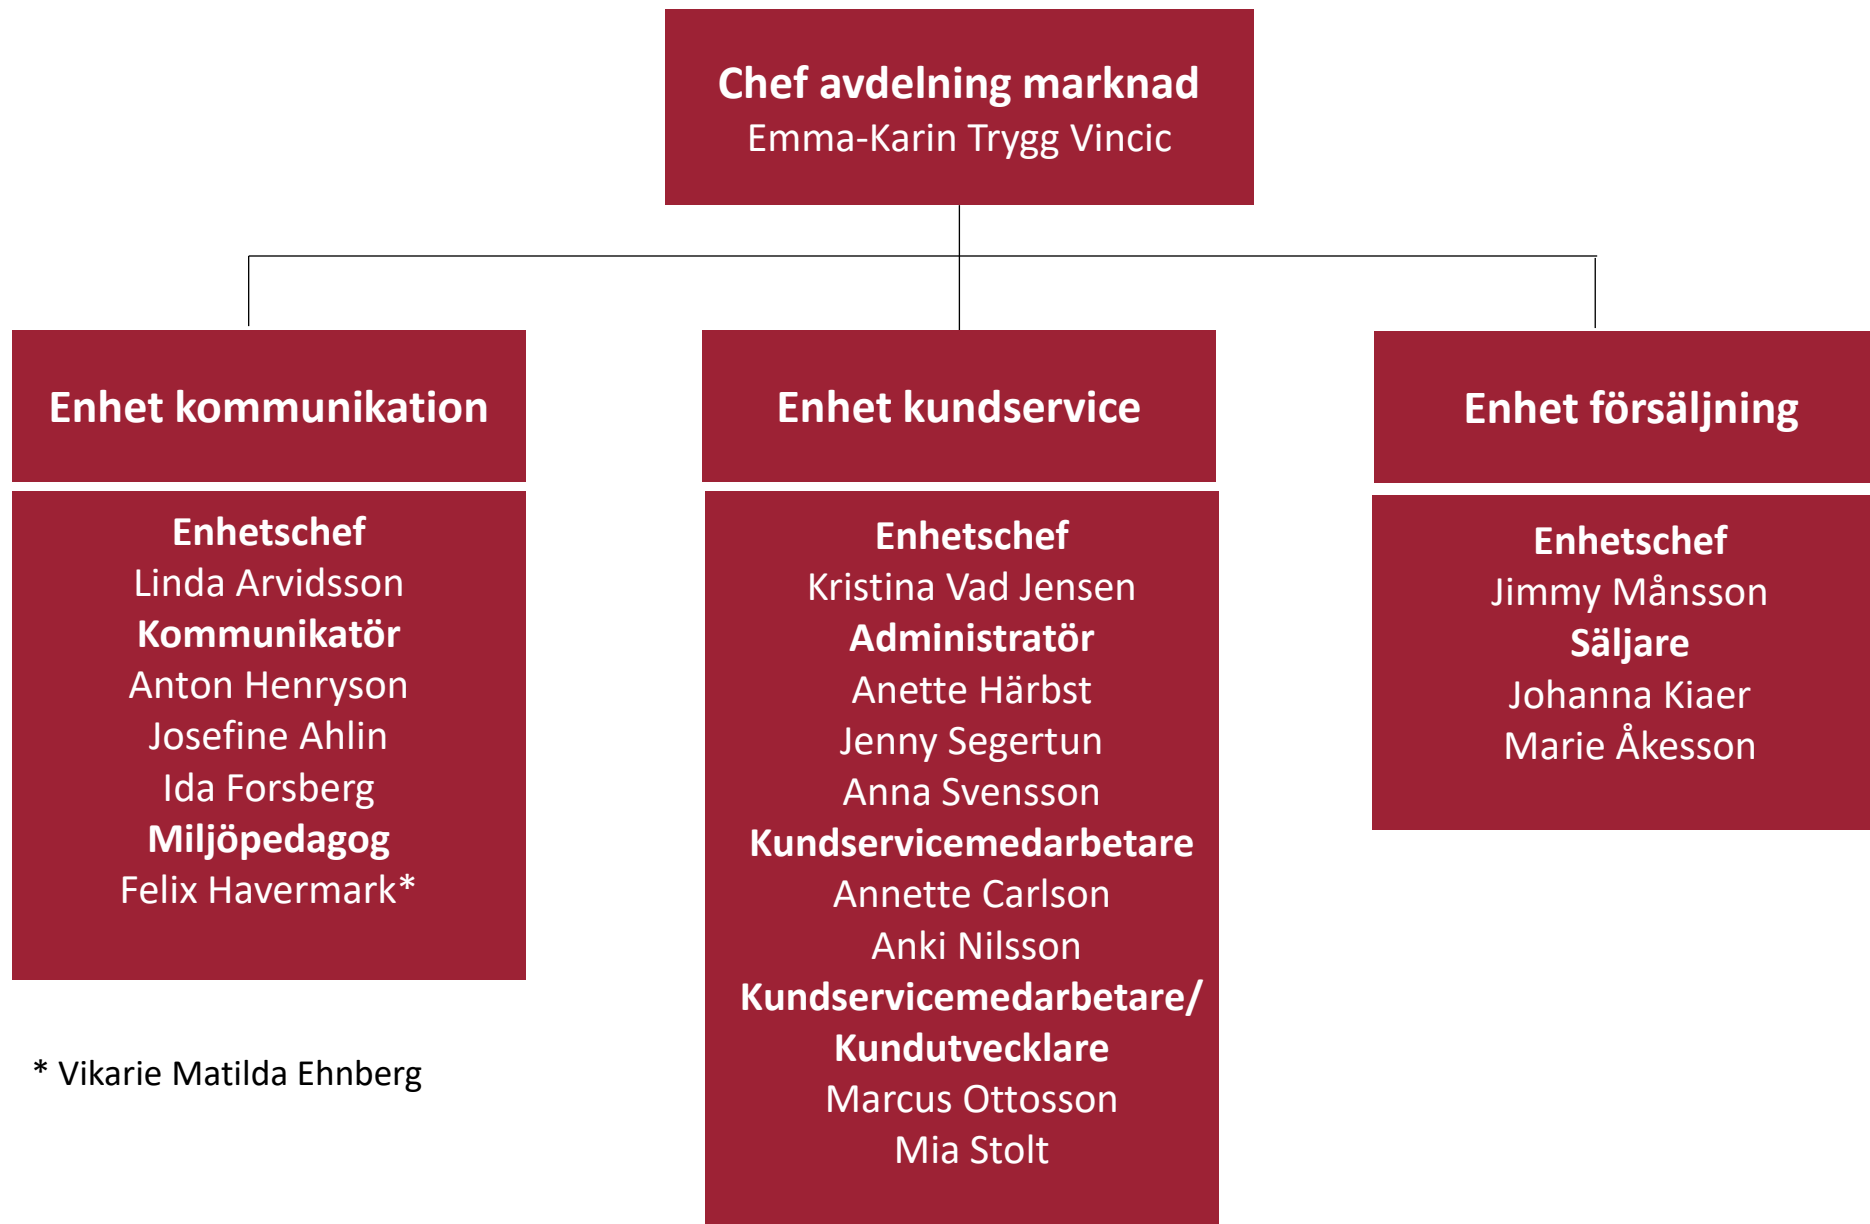 Chef avdelning marknad
Emma-Karin Trygg Vincic
Enhet kommunikation
Enhetschef
Linda Arvidsson
Kommunikatör
Anton Henryson
Josefine Ahlin
Ida Forsberg
Miljöpedagog
Felix Havermark*
* Vikarie Matilda Ehnberg
Enhet kundservice
Enhetschef
Kristina Vad Jensen
Administratör
Anette Härbst
Jenny Segertun
Anna Svensson
Kundservicemedarbetare
Annette Carlson
Anki Nilsson
Kundservicemedarbetare/
Kundutvecklare
Marcus Ottosson
Mia Stolt
Enhet försäljning
Enhetschef
Jimmy Månsson
Säljare
Johanna Kiaer
Marie Åkesson